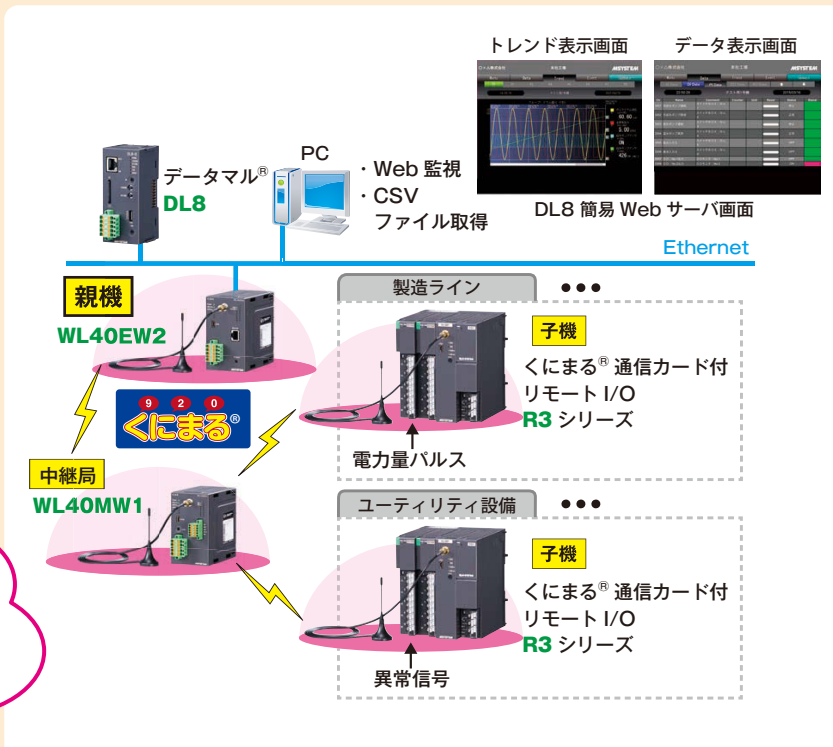 トレンド表示画面
データ表示画面
MSYSTEM
MSYSTEM
DL8 簡易 Web サーバ画面
データマル®
DL8
PC
・Web 監視
・CSV
ファイル取得
Ethernet
親機
WL40EW2
920
くにまる®
中継局
WL40MW1
製造ライン
•••
子機
くにまる® 通信カード付
リモート I/O
R3 シリーズ
電力量パルス
ユーティリティ設備
•••
子機
くにまる® 通信カード付
リモート I/O
R3 シリーズ
異常信号